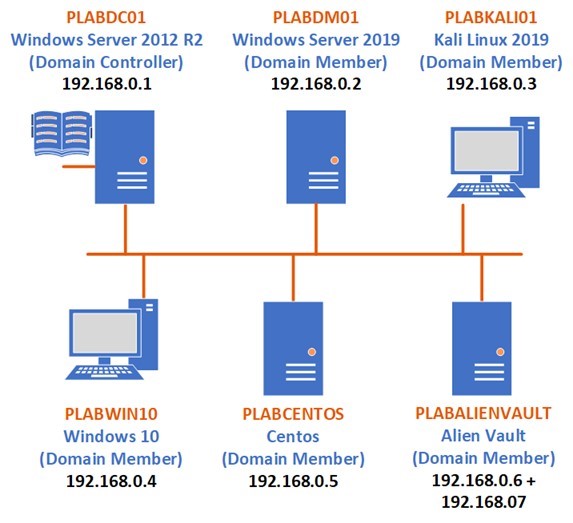 PLABDC01
Windows Server 2012 R2
(Domain Controller)
192.168.0.1
PLABDM01
Windows Server 2019
(Domain Member)
192.168.0.2
PLABKALI01
Kali Linux 2019
(Domain Member)
192.168.0.3
PLABWIN10
Windows 10
(Domain Member)
192.168.0.4
PLABCENTOS
Centos
(Domain Member)
192.168.0.5
PLABALIENVAULT
Alien Vault
(Domain Member)
192.168.0.6 +
192.168.07